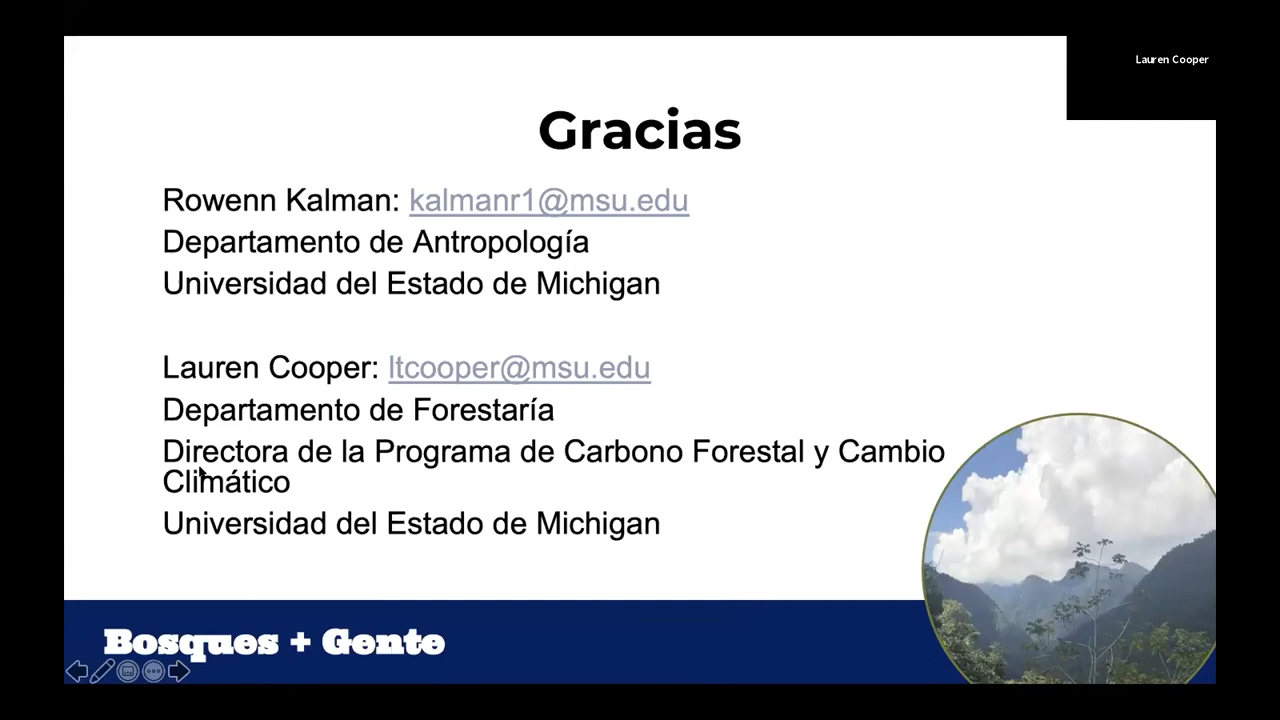 Lauren Cooper
Gracias
Rowenn Kalman: kalmanr1@msu.edu
Departamento de Antropología
Universidad del Estado de Michigan
Lauren Cooper: ltcooper@msu.edu
Departamento de Forestaría
Directora de la Programa de Carbono Forestal y Cambio
Climático
Universidad del Estado de Michigan
Bosques + Gente